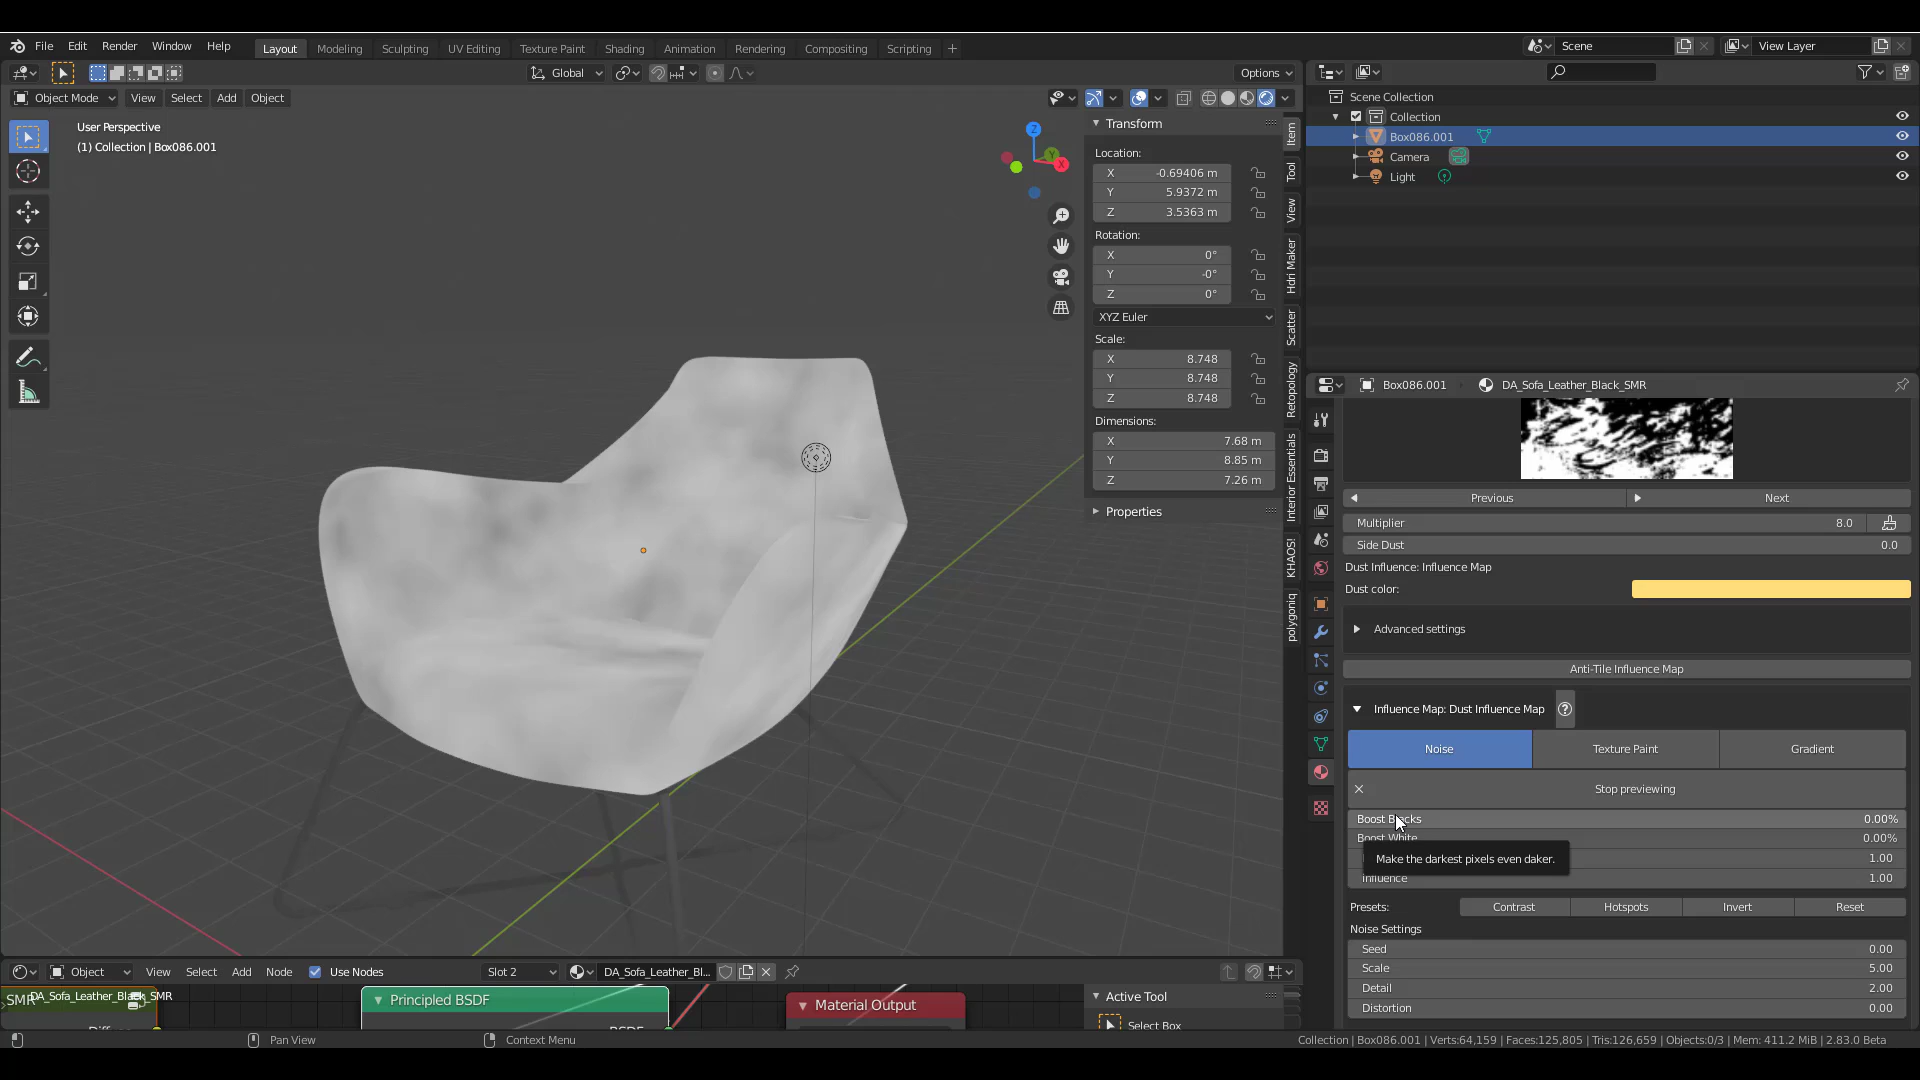 File Edit Render Window Help
Layout Modeling Sculpting UV Editing Texture Paint Shading Animation Rendering Compositing Scripting
Scene
View Layer
Global
Options
Object Mode View Select Add Object
User Perspective
(1) Collection | Box086.001
Z
Y
X
Transform
Location:
X -0.69406 m
Y 5.9372 m
Z 3.5363 m
Rotation:
X 0°
Y -0°
Z 0°
XYZ Euler
Scale:
X 8.748
Y 8.748
Z 8.748
Dimensions:
X 7.68 m
Y 8.85 m
Z 7.26 m
Properties
Item
Tool
View
Hdri Maker
Scatter
Retopology
Interior Essentials
KHAOS!
polygoniq
Scene Collection
Collection
Box086.001
Camera
Light
Box086.001 DA_Sofa_Leather_Black_SMR
Previous Next
Multiplier 8.0
Side Dust 0.0
Dust Influence: Influence Map
Dust color:
Advanced settings
Anti-Tile Influence Map
Influence Map: Dust Influence Map
Noise Texture Paint Gradient
Stop previewing
Boost Blacks 0.00%
Boost White 0.00%
Make the darkest pixels even daker.
1.00
Influence 1.00
Presets: Contrast Hotspots Invert Reset
Noise Settings
Seed 0.00
Scale 5.00
Detail 2.00
Distortion 0.00
Object View Select Add Node Use Nodes Slot 2 DA_Sofa_Leather_Bl...
SMR
DA_Sofa_Leather_Black_SMR
Principled BSDF
Material Output
BSDF
Active Tool
Select Box
Pan View
Context Menu
Collection | Box086.001 | Verts:64,159 | Faces:125,805 | Tris:126,659 | Objects:0/3 | Mem: 411.2 MiB | 2.83.0 Beta